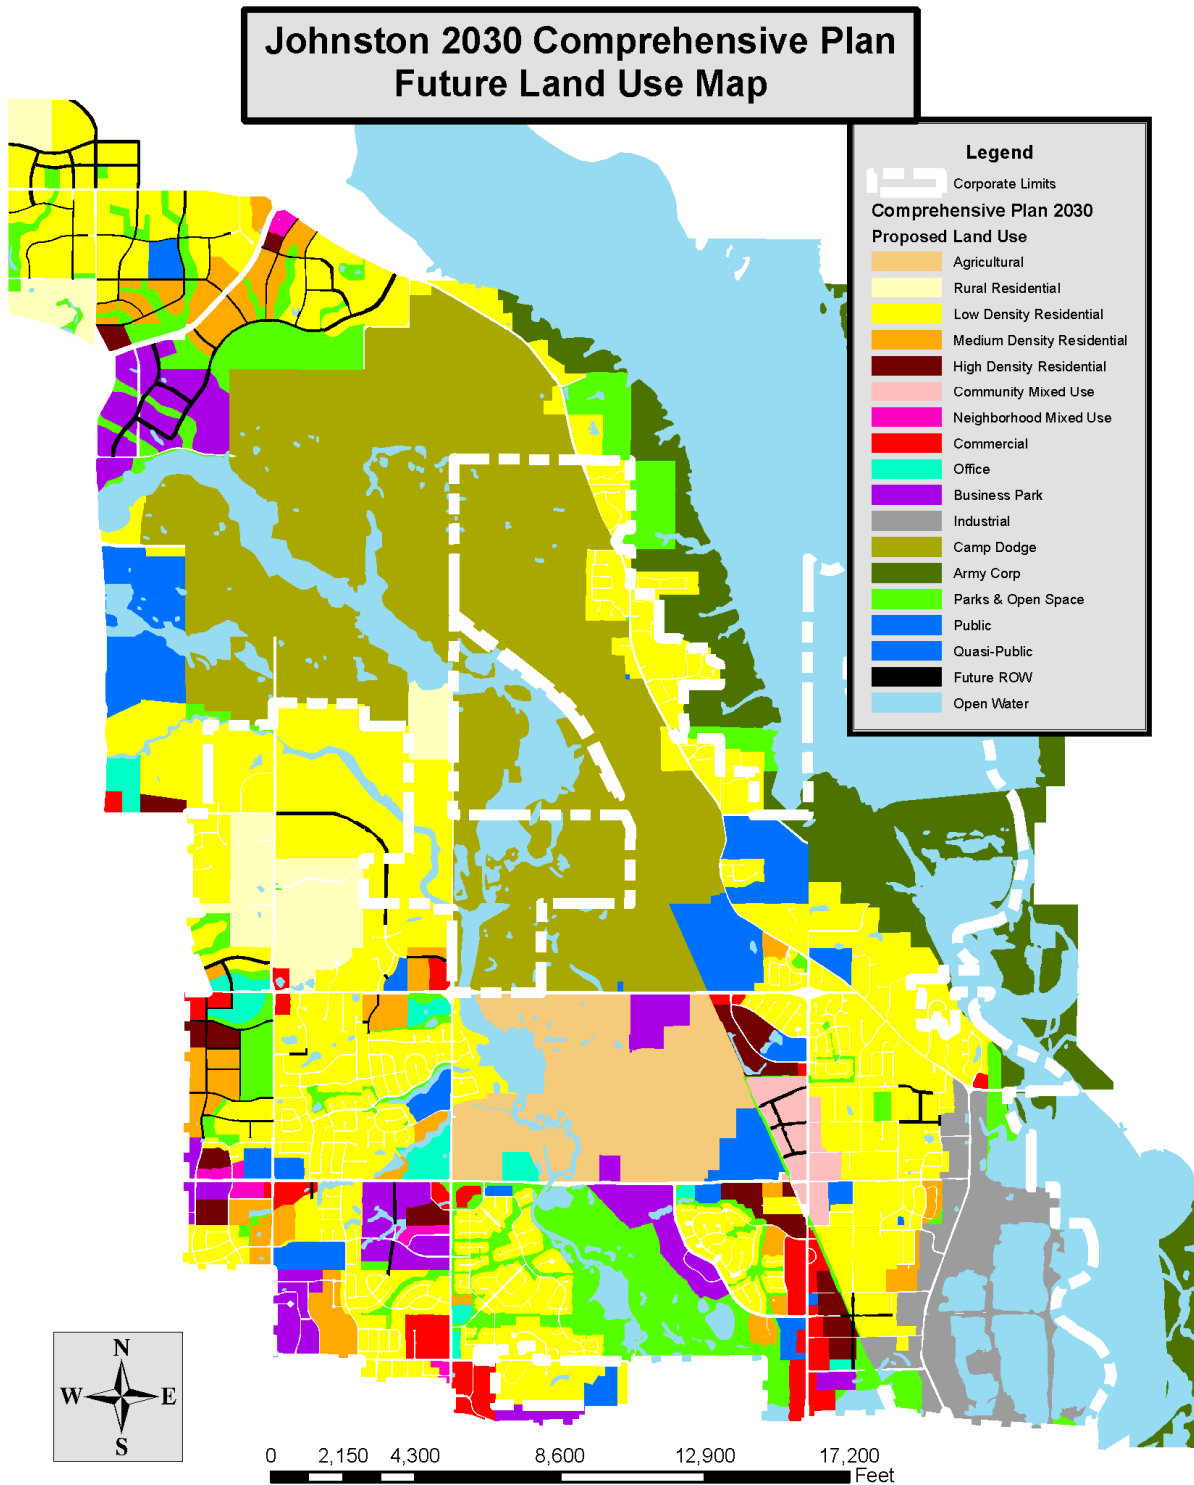 Johnston 2030 Comprehensive Plan
Future Land Use Map
Legend
Corporate Limits
Comprehensive Plan 2030
Proposed Land Use
Agricultural
Rural Residential
Low Density Residential
Medium Density Residential
High Density Residential
Community Mixed Use
Neighborhood Mixed Use
Commercial
Office
Business Park
Industrial
Camp Dodge
Army Corp
Parks & Open Space
Public
Quasi-Public
Future ROW
Open Water
N
W E
S
0 2,150 4,300 8,600 12,900 17,200
Feet